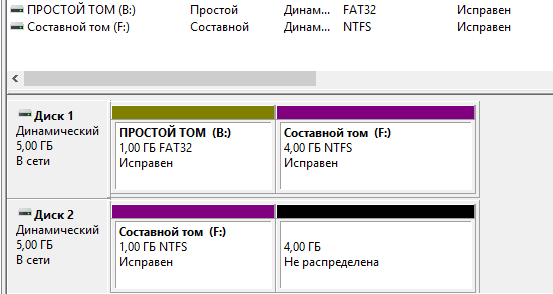 ПРОСТОЙ ТОМ (B:) Простой Динам... FAT32 Исправен
Составной том (F:) Составной Динам... NTFS Исправен
Диск 1
Динамический
5,00 ГБ
В сети
ПРОСТОЙ ТОМ (B:)
1,00 ГБ FAT32
Исправен
Составной том (F:)
4,00 ГБ NTFS
Исправен
Диск 2
Динамический
5,00 ГБ
В сети
Составной том (F:)
1,00 ГБ NTFS
Исправен
4,00 ГБ
Не распределена